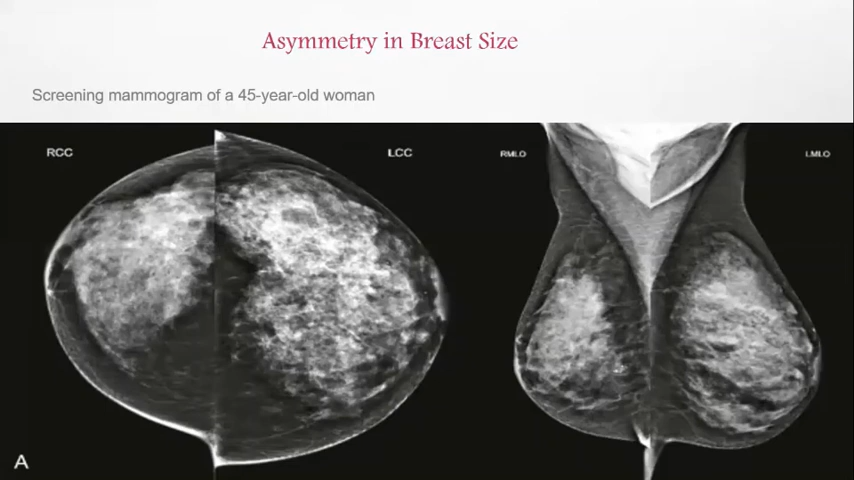 Asymmetry in Breast Size
Screening mammogram of a 45-year-old woman
RCC
LCC
RMLO
LMLO
A